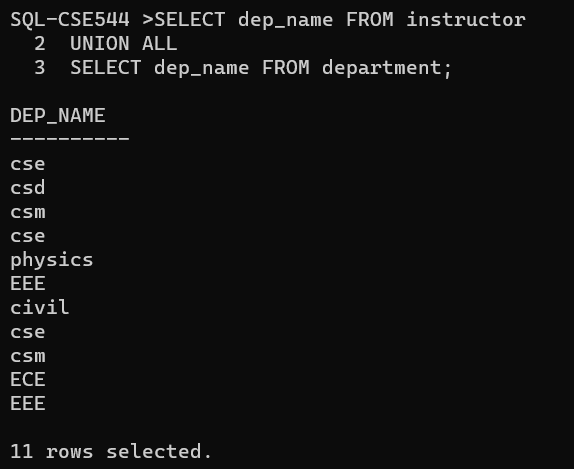 SQL-CSE544 >SELECT dep_name FROM instructor
2 UNION ALL
3 SELECT dep_name FROM department;
DEP_NAME
----------
cse
csd
csm
cse
physics
EEE
civil
cse
csm
ECE
EEE
11 rows selected.